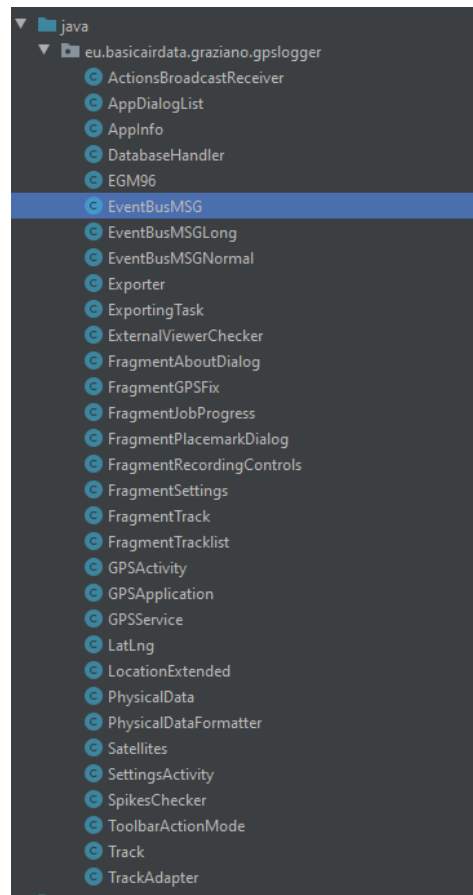 java
eu.basicairdata.graziano.gpslogger
ActionsBroadcastReceiver
AppDialogList
AppInfo
DatabaseHandler
EGM96
EventBusMSG
EventBusMSGLong
EventBusMSGNormal
Exporter
ExportingTask
ExternalViewerChecker
FragmentAboutDialog
FragmentGPSFix
FragmentJobProgress
FragmentPlacemarkDialog
FragmentRecordingControls
FragmentSettings
FragmentTrack
FragmentTracklist
GPSActivity
GPSApplication
GPSService
LatLng
LocationExtended
PhysicalData
PhysicalDataFormatter
Satellites
SettingsActivity
SpikesChecker
ToolbarActionMode
Track
TrackAdapter